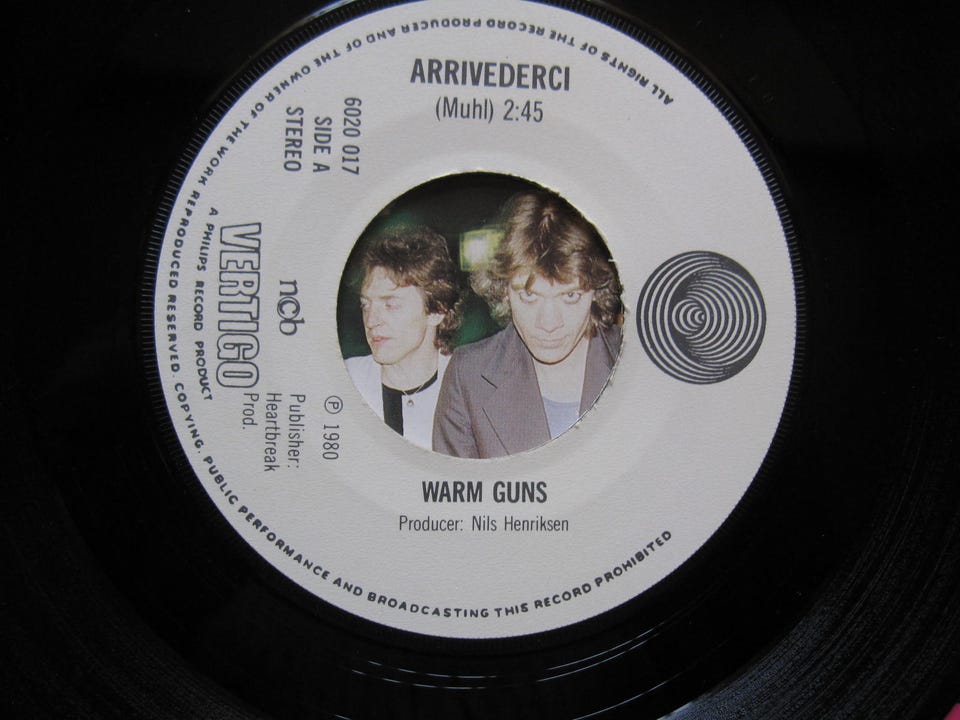 ARRIVEDERCI
(Muhl) 2:45
6020 017
SIDE A
STEREO
ncb
VERTIGO
A PHILIPS RECORD PRODUCT
℗ 1980
Publisher:
Heartbreak
Prod.
WARM GUNS
Producer: Nils Henriksen
ALL RIGHTS OF THE RECORD PRODUCER AND OF THE OWNER OF THE WORK REPRODUCED RESERVED. COPYING, PUBLIC PERFORMANCE AND BROADCASTING THIS RECORD PROHIBITED